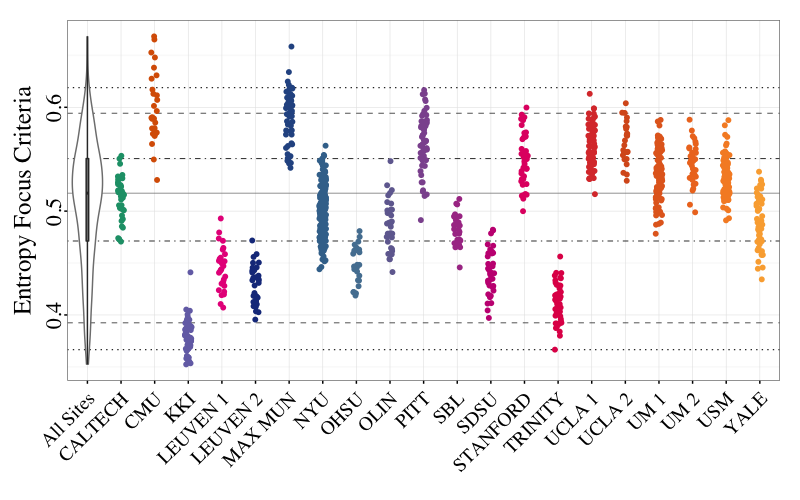 Entropy Focus Criteria
0.6
0.5
0.4
All Sites
CALTECH
CMU
KKI
LEUVEN 1
LEUVEN 2
MAX MUN
NYU
OHSU
OLIN
PITT
SBL
SDSU
STANFORD
TRINITY
UCLA 1
UCLA 2
UM 1
UM 2
USM
YALE